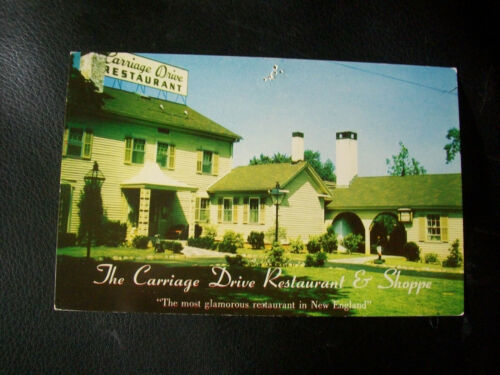 Carriage Drive
RESTAURANT
The Carriage Drive Restaurant & Shoppe
"The most glamorous restaurant in New England"